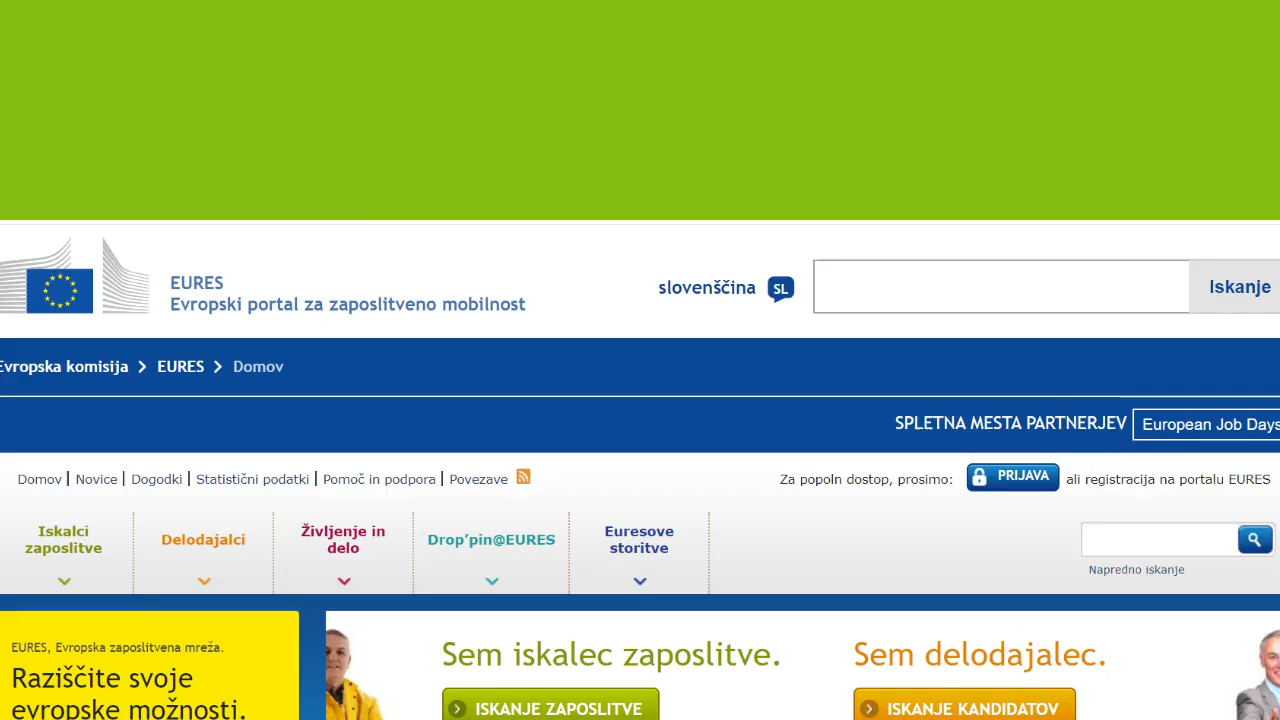 EURES
Evropski portal za zaposlitveno mobilnost
slovenščina SL
Iskanje
Evropska komisija EURES Domov
SPLETNA MESTA PARTNERJEV European Job Days
Domov | Novice | Dogodki | Statistični podatki | Pomoč in podpora | Povezave
Za popoln dostop, prosimo: PRIJAVA ali registracija na portalu EURES
Iskalci
zaposlitve
Delodajalci
Življenje in
delo
Drop’pin@EURES
Euresove
storitve
Napredno iskanje
EURES, Evropska zaposlitvena mreža.
Raziščite svoje
evropske možnosti.
Sem iskalec zaposlitve.
ISKANJE ZAPOSLITVE
Sem delodajalec.
ISKANJE KANDIDATOV